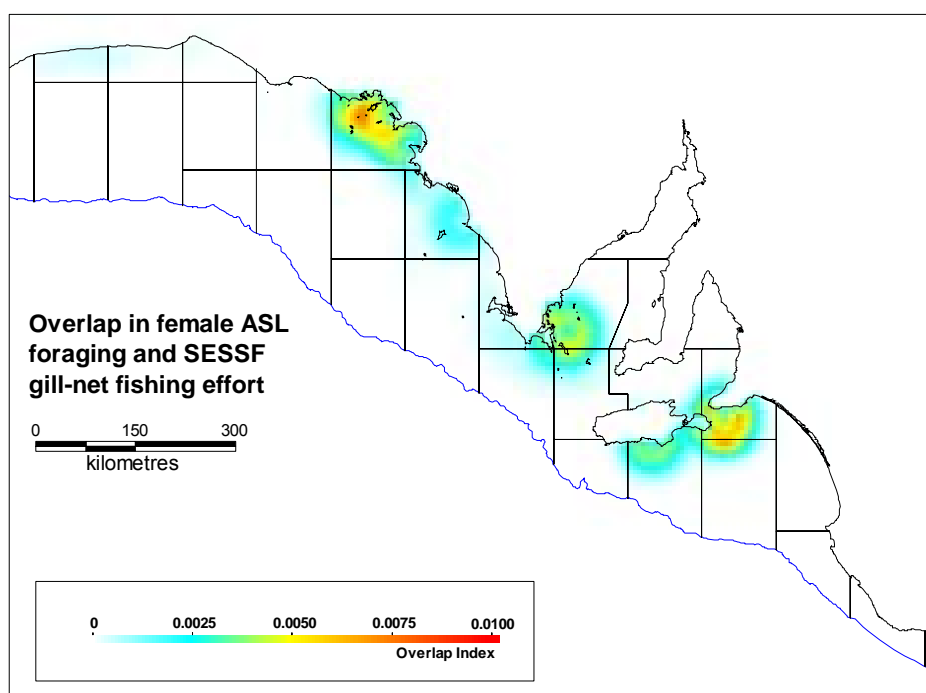 Overlap in female ASL
foraging and SESSF
gill-net fishing effort
0 150 300
kilometres
0 0.0025 0.0050 0.0075 0.0100
Overlap Index